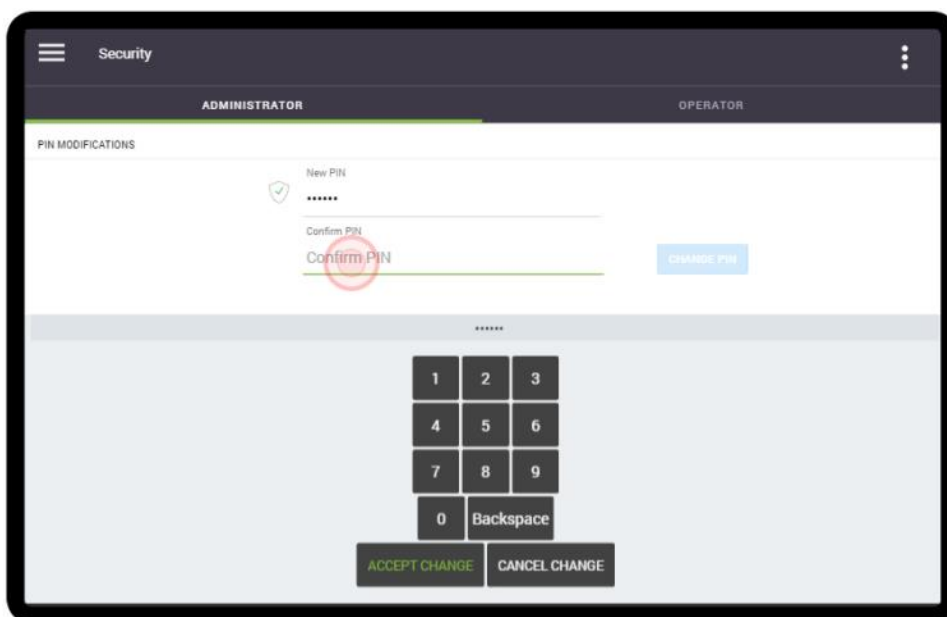 Security
ADMINISTRATOR OPERATOR
PIN MODIFICATIONS
New PIN
••••••
Confirm PIN
Confirm PIN
CHANGE PIN
••••••
1 2 3
4 5 6
7 8 9
0 Backspace
ACCEPT CHANGE CANCEL CHANGE